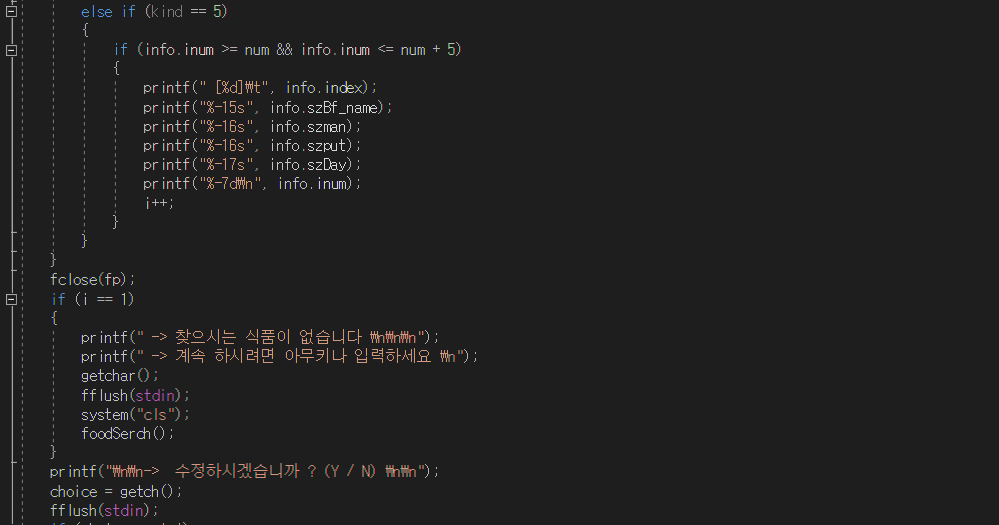 else if (kind == 5)
{
if (info.inum >= num && info.inum <= num + 5)
{
printf(" [%d]₩t", info.index);
printf("%-15s", info.szBf_name);
printf("%-16s", info.szman);
printf("%-16s", info.szput);
printf("%-17s", info.szDay);
printf("%-7d₩n", info.inum);
i++;
}
}
}
fclose(fp);
if (i == 1)
{
printf(" -> 찾으시는 식품이 없습니다 ₩n₩n₩n");
printf(" -> 계속 하시려면 아무키나 입력하세요 ₩n");
getchar();
fflush(stdin);
system("cls");
foodSerch();
}
printf("₩n₩n->  수정하시겠습니까 ? (Y / N) ₩n₩n");
choice = getch();
fflush(stdin);